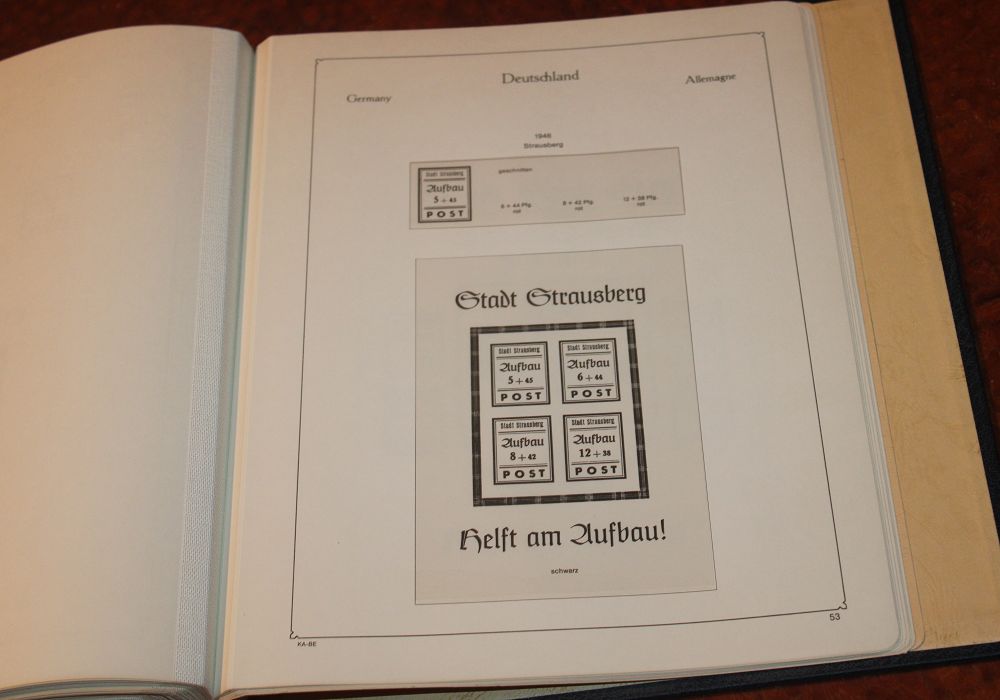 Deutschland
Germany
Allemagne
1946
Strausberg
Stadt Strausberg
Aufbau
5 + 45
POST
geschnitten
6 + 44 Pfg.
rot
8 + 42 Pfg.
rot
12 + 38 Pfg.
rot
Stadt Strausberg
Stadt Strausberg
Aufbau
5 + 45
POST
Stadt Strausberg
Aufbau
6 + 44
POST
Stadt Strausberg
Aufbau
8 + 42
POST
Stadt Strausberg
Aufbau
12 + 38
POST
Helft am Aufbau!
schwarz
53
KA-BE